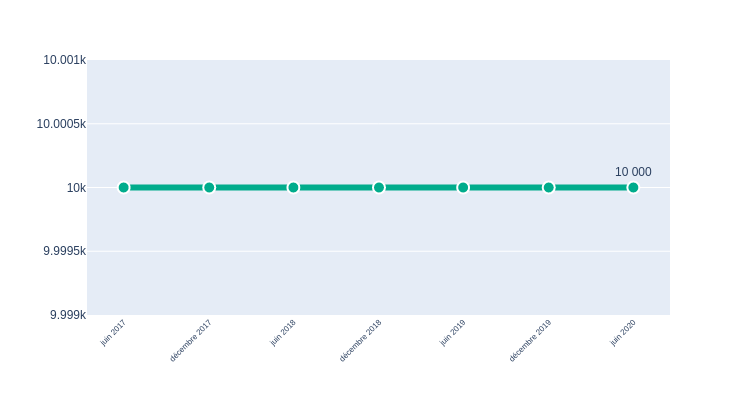 10.001k
10.0005k
10 000
10k
9.9995k
9.999k
juin 2017
décembre 2017
juin 2018
décembre 2018
juin 2019
décembre 2019
juin 2020